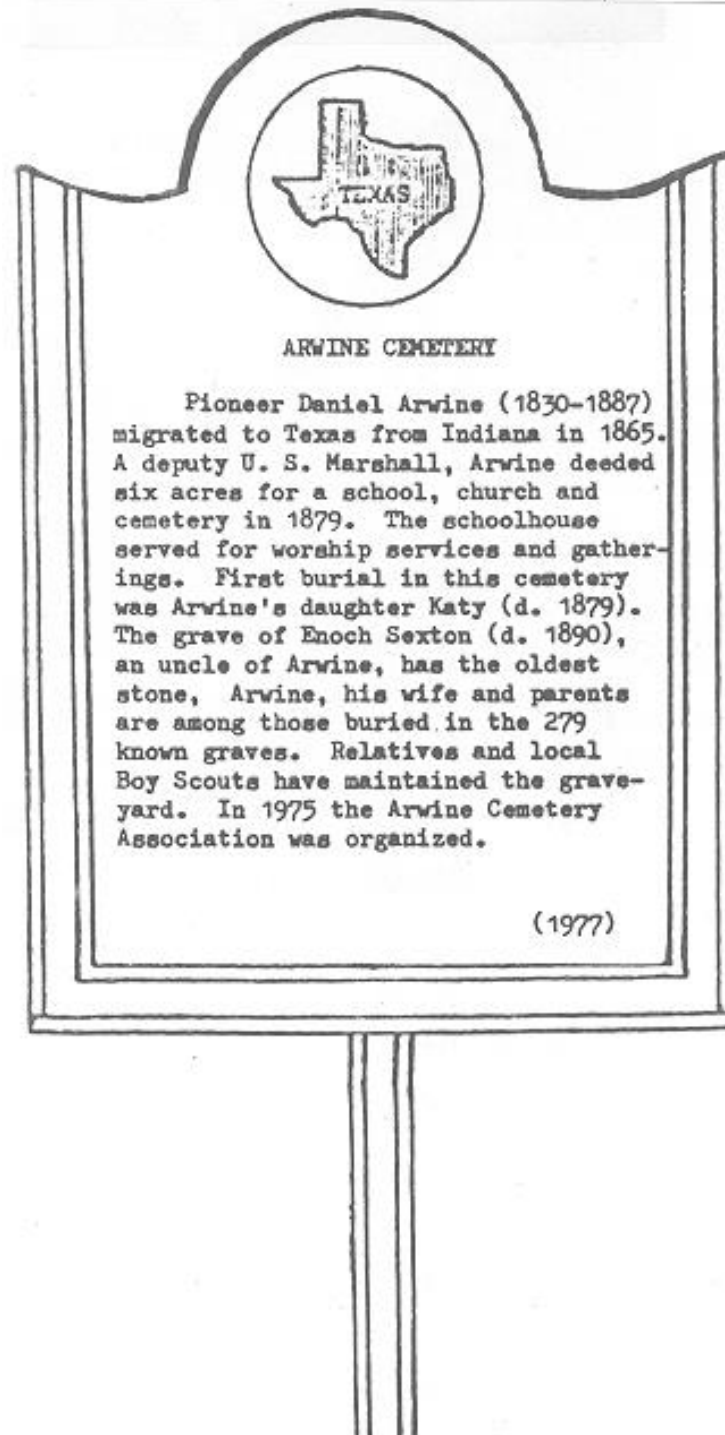 TEXAS
ARWINE CEMETERY
Pioneer Daniel Arwine (1830-1887)
migrated to Texas from Indiana in 1865.
A deputy U. S. Marshall, Arwine deeded
six acres for a school, church and
cemetery in 1879. The schoolhouse
served for worship services and gather-
ings. First burial in this cemetery
was Arwine's daughter Katy (d. 1879).
The grave of Enoch Sexton (d. 1890),
an uncle of Arwine, has the oldest
stone, Arwine, his wife and parents
are among those buried in the 279
known graves. Relatives and local
Boy Scouts have maintained the grave-
yard. In 1975 the Arwine Cemetery
Association was organized.
(1977)